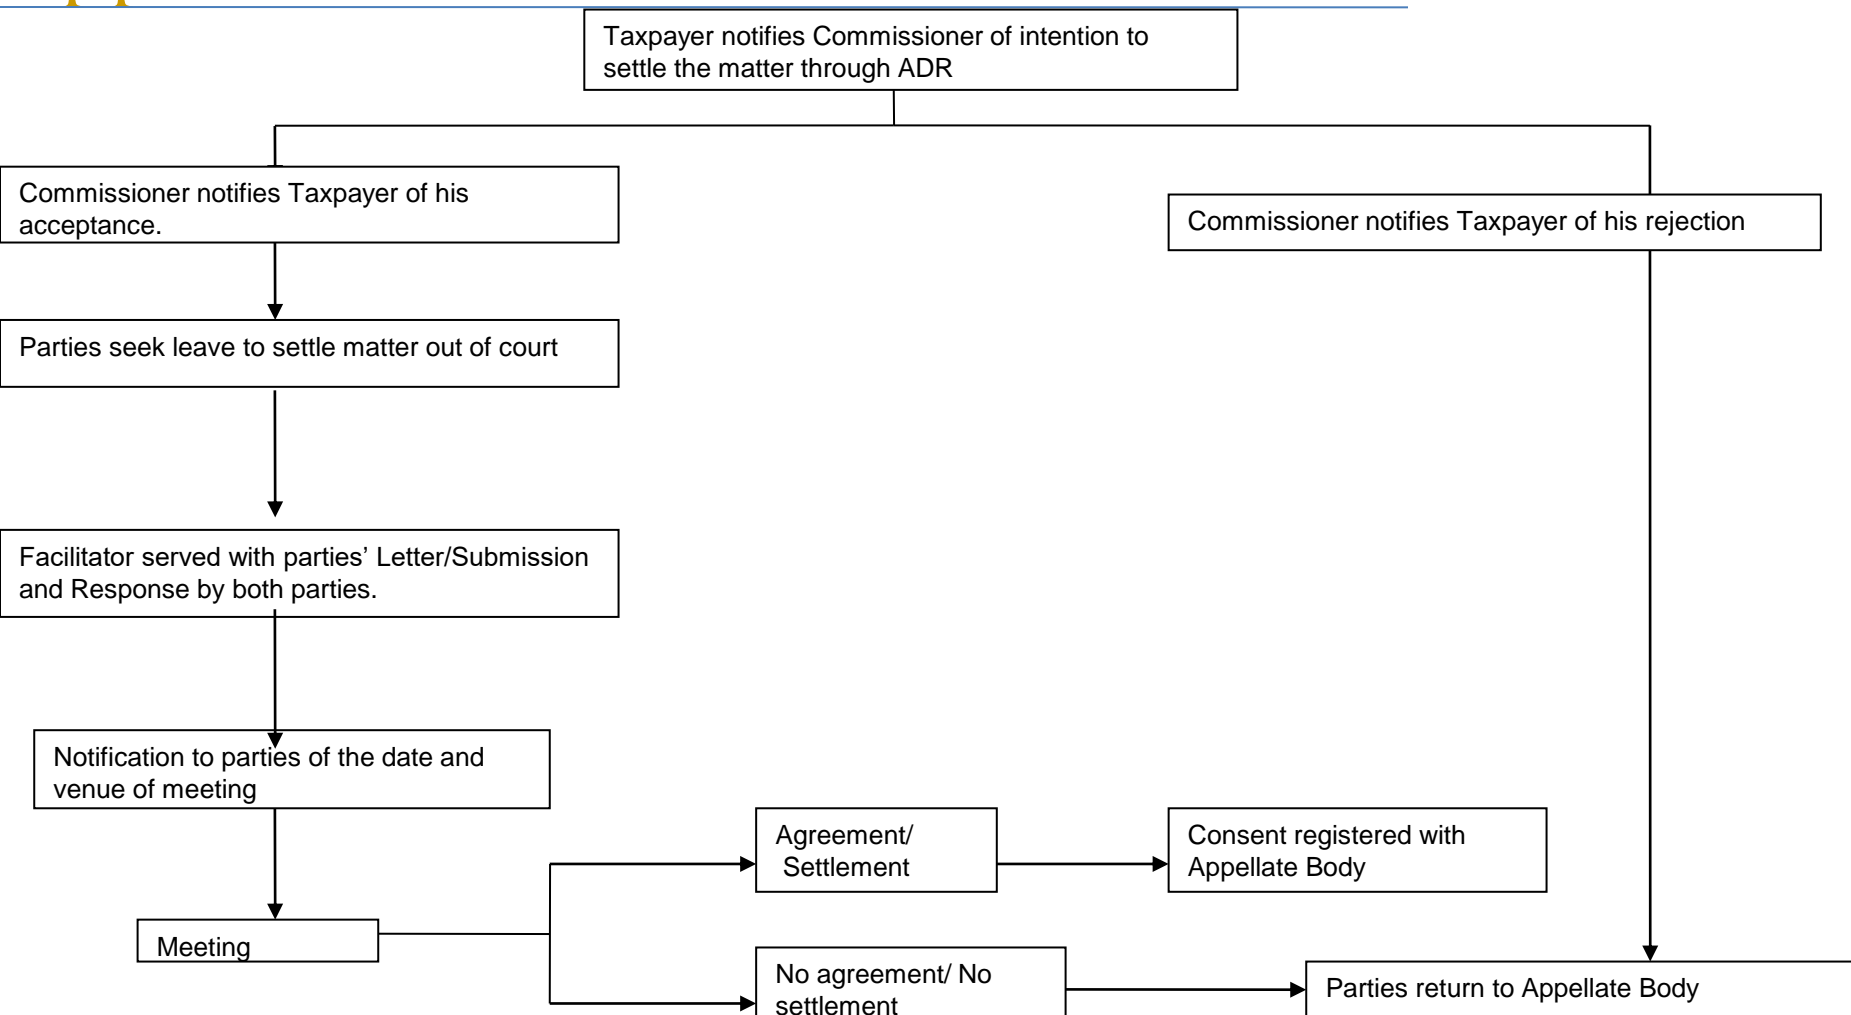 Taxpayer notifies Commissioner of intention to
settle the matter through ADR
Commissioner notifies Taxpayer of his
acceptance.
Commissioner notifies Taxpayer of his rejection
Parties seek leave to settle matter out of court
Facilitator served with parties’ Letter/Submission
and Response by both parties.
Notification to parties of the date and
venue of meeting
Agreement/
Settlement
Consent registered with
Appellate Body
Meeting
No agreement/ No
settlement
Parties return to Appellate Body